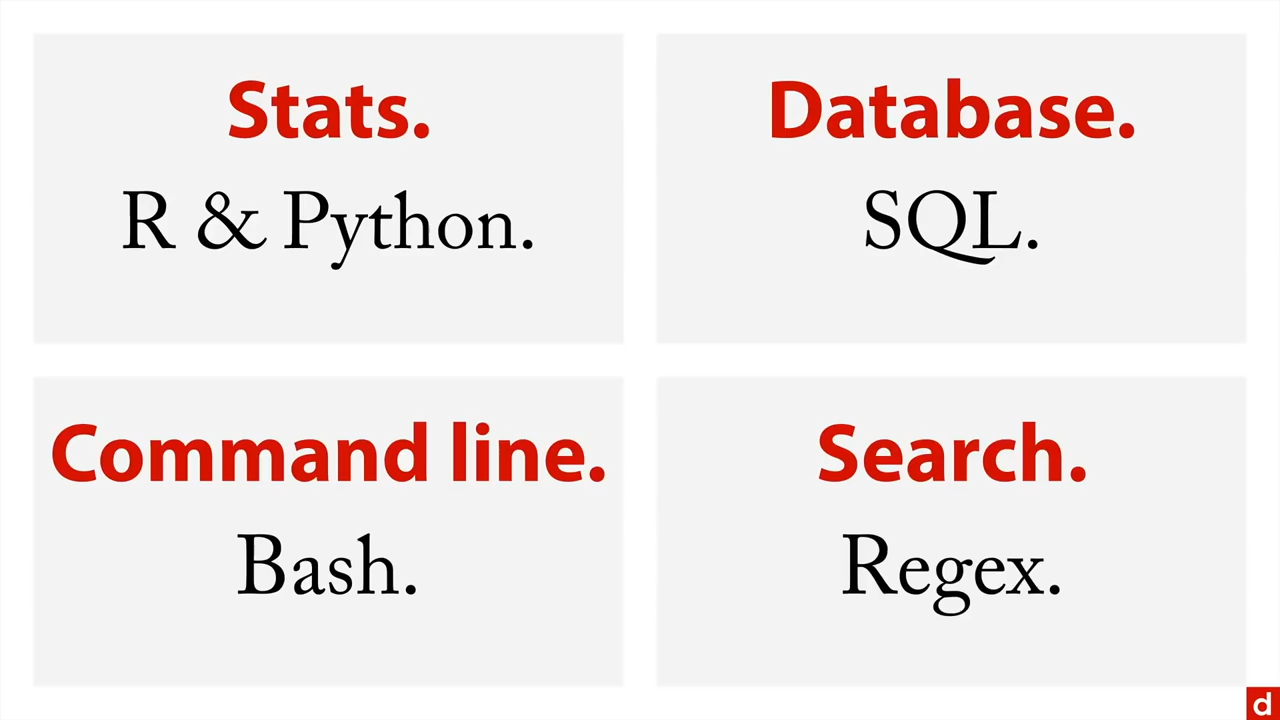 Stats.
R & Python.
Database.
SQL.
Command line.
Bash.
Search.
Regex.
d